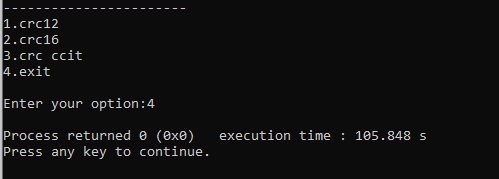 -----------------------
1.crc12
2.crc16
3.crc ccit
4.exit
Enter your option:4
Process returned 0 (0x0)   execution time : 105.848 s
Press any key to continue.